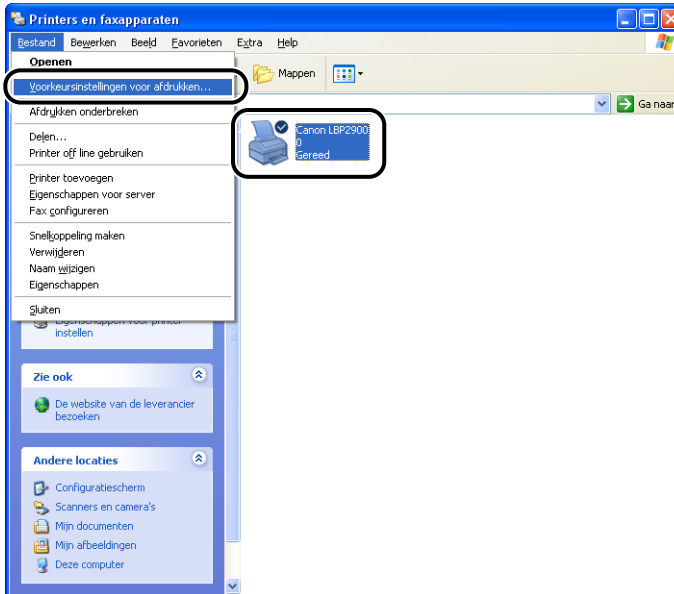 Printers en faxapparaten
Bestand Bewerken Beeld Favorieten Extra Help
Openen
Voorkeursinstellingen voor afdrukken...
Afdrukken onderbreken
Delen...
Printer off line gebruiken
Printer toevoegen
Eigenschappen voor server
Fax configureren
Snelkoppeling maken
Verwijderen
Naam wijzigen
Eigenschappen
Sluiten
Mappen
Ga naar
Canon LBP2900
0
Gereed
Eigenschappen voor printer
instellen
Zie ook
De website van de leverancier
bezoeken
Andere locaties
Configuratiescherm
Scanners en camera's
Mijn documenten
Mijn afbeeldingen
Deze computer